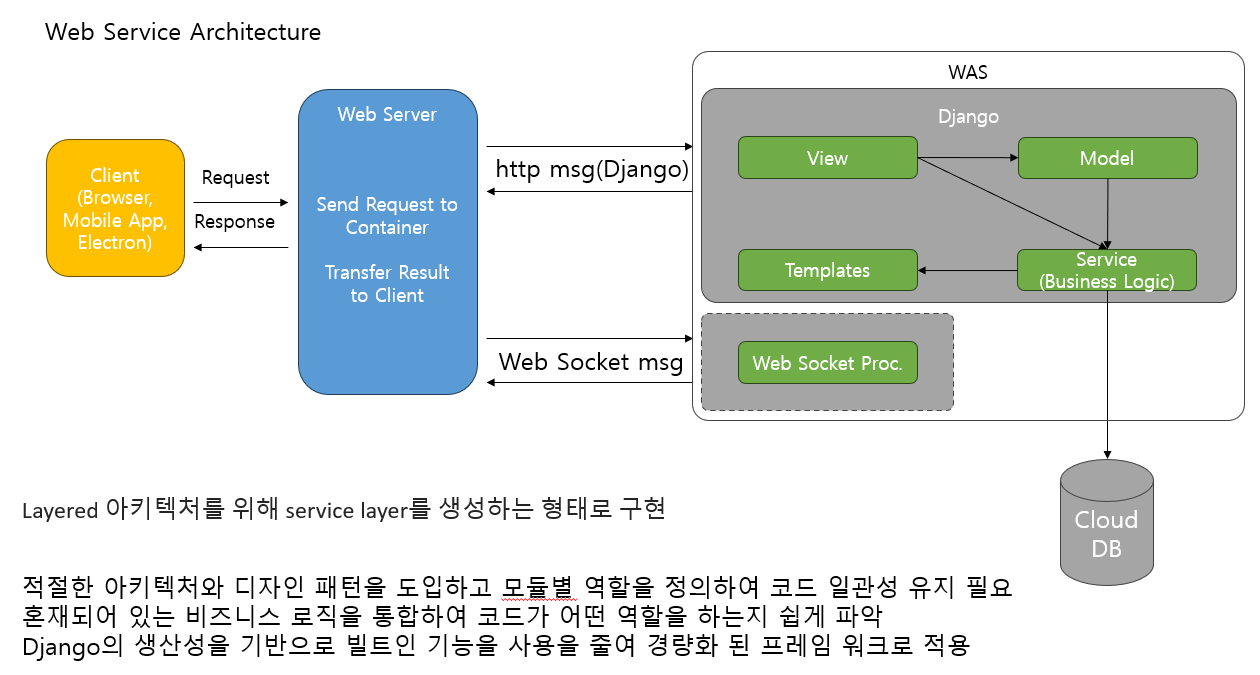 Web Service Architecture
WAS
Web Server
Django
Client
(Browser,
Mobile App,
Electron)
Request
Response
Send Request to
Container
Transfer Result
to Client
http msg(Django)
View
Model
Templates
Service
(Business Logic)
Web Socket msg
Web Socket Proc.
Cloud
DB
Layered 아키텍처를 위해 service layer를 생성하는 형태로 구현
적절한 아키텍처와 디자인 패턴을 도입하고 모듈별 역할을 정의하여 코드 일관성 유지 필요
혼재되어 있는 비즈니스 로직을 통합하여 코드가 어떤 역할을 하는지 쉽게 파악
Django의 생산성을 기반으로 빌트인 기능을 사용을 줄여 경량화 된 프레임 워크로 적용